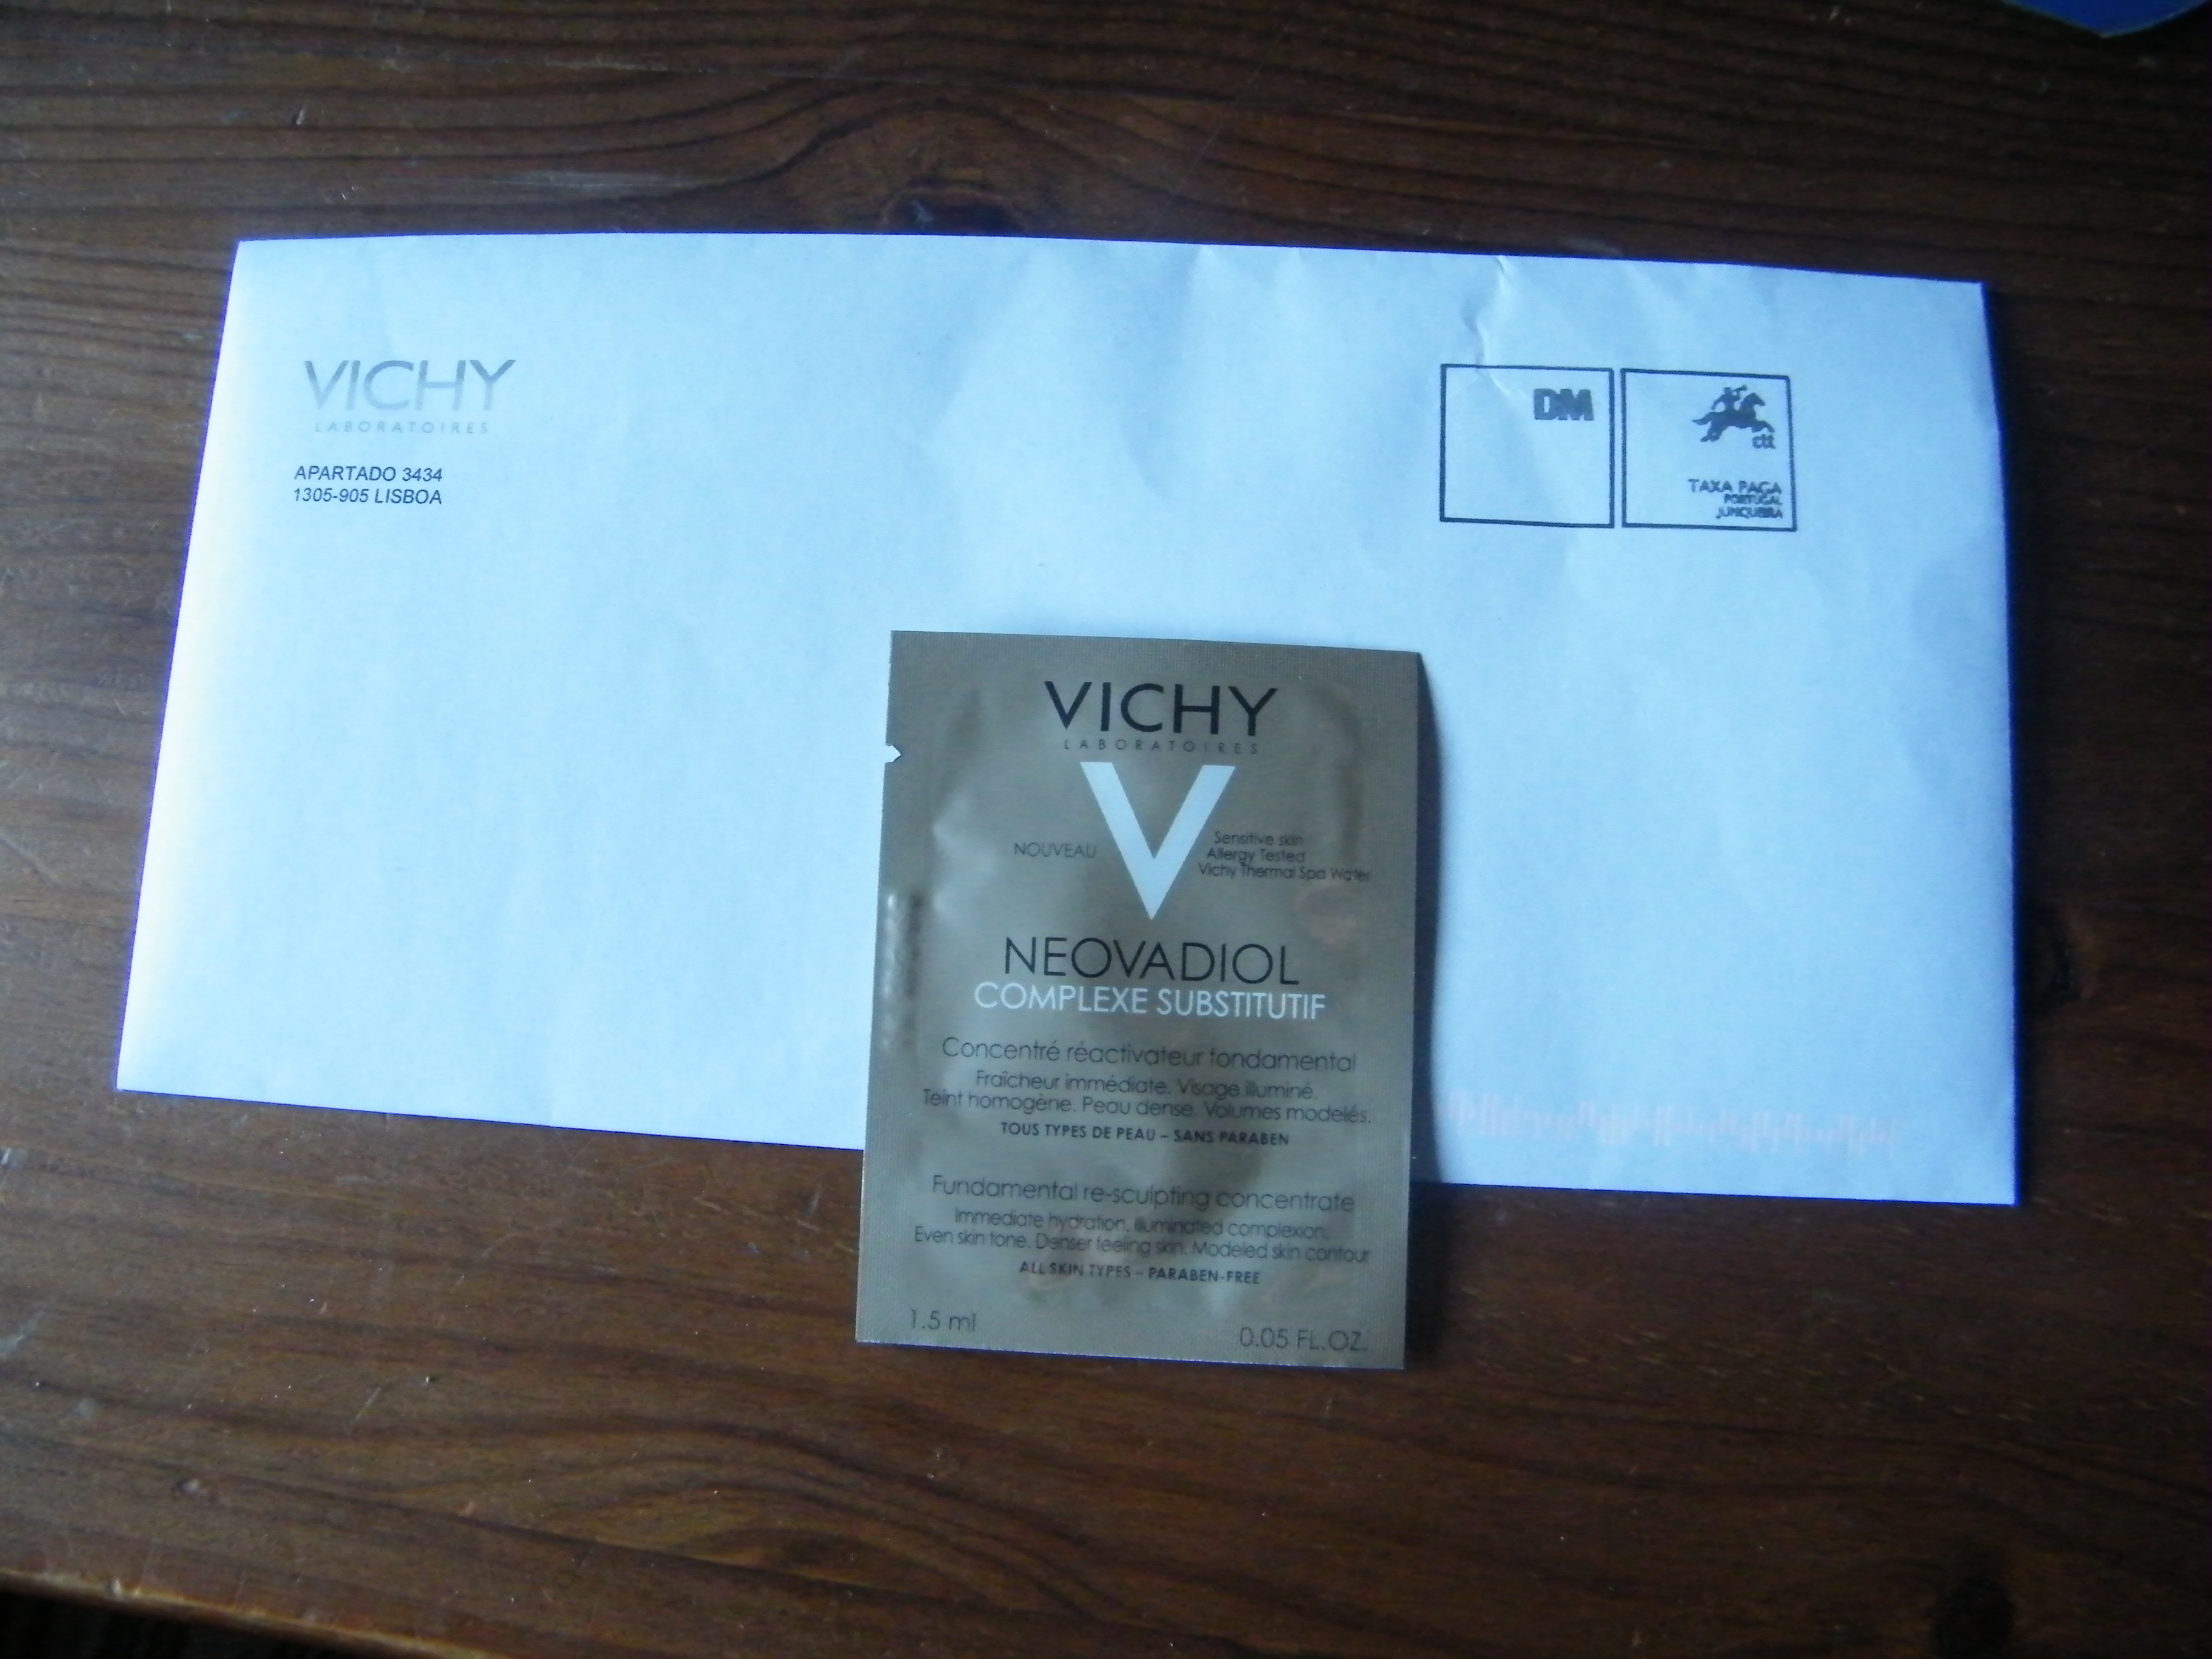 VICHY
LABORATOIRES
APARTADO 3434
1305-905 LISBOA
DM
ctt
TAXA PAGA
PORTUGAL
JUNQUEIRA
VICHY
LABORATOIRES
V
NOUVEAU
Sensitive skin
Allergy Tested
Vichy Thermal Spa Water
NEOVADIOL
COMPLEXE SUBSTITUTIF
Concentré réactivateur fondamental
Fraîcheur immédiate. Visage illuminé.
Teint homogène. Peau dense. Volumes modelés.
TOUS TYPES DE PEAU – SANS PARABEN
Fundamental re-sculpting concentrate
Immediate hydration. Illuminated complexion.
Even skin tone. Denser feeling skin. Modeled skin contour
ALL SKIN TYPES – PARABEN-FREE
1.5 ml
0.05 FL.OZ.